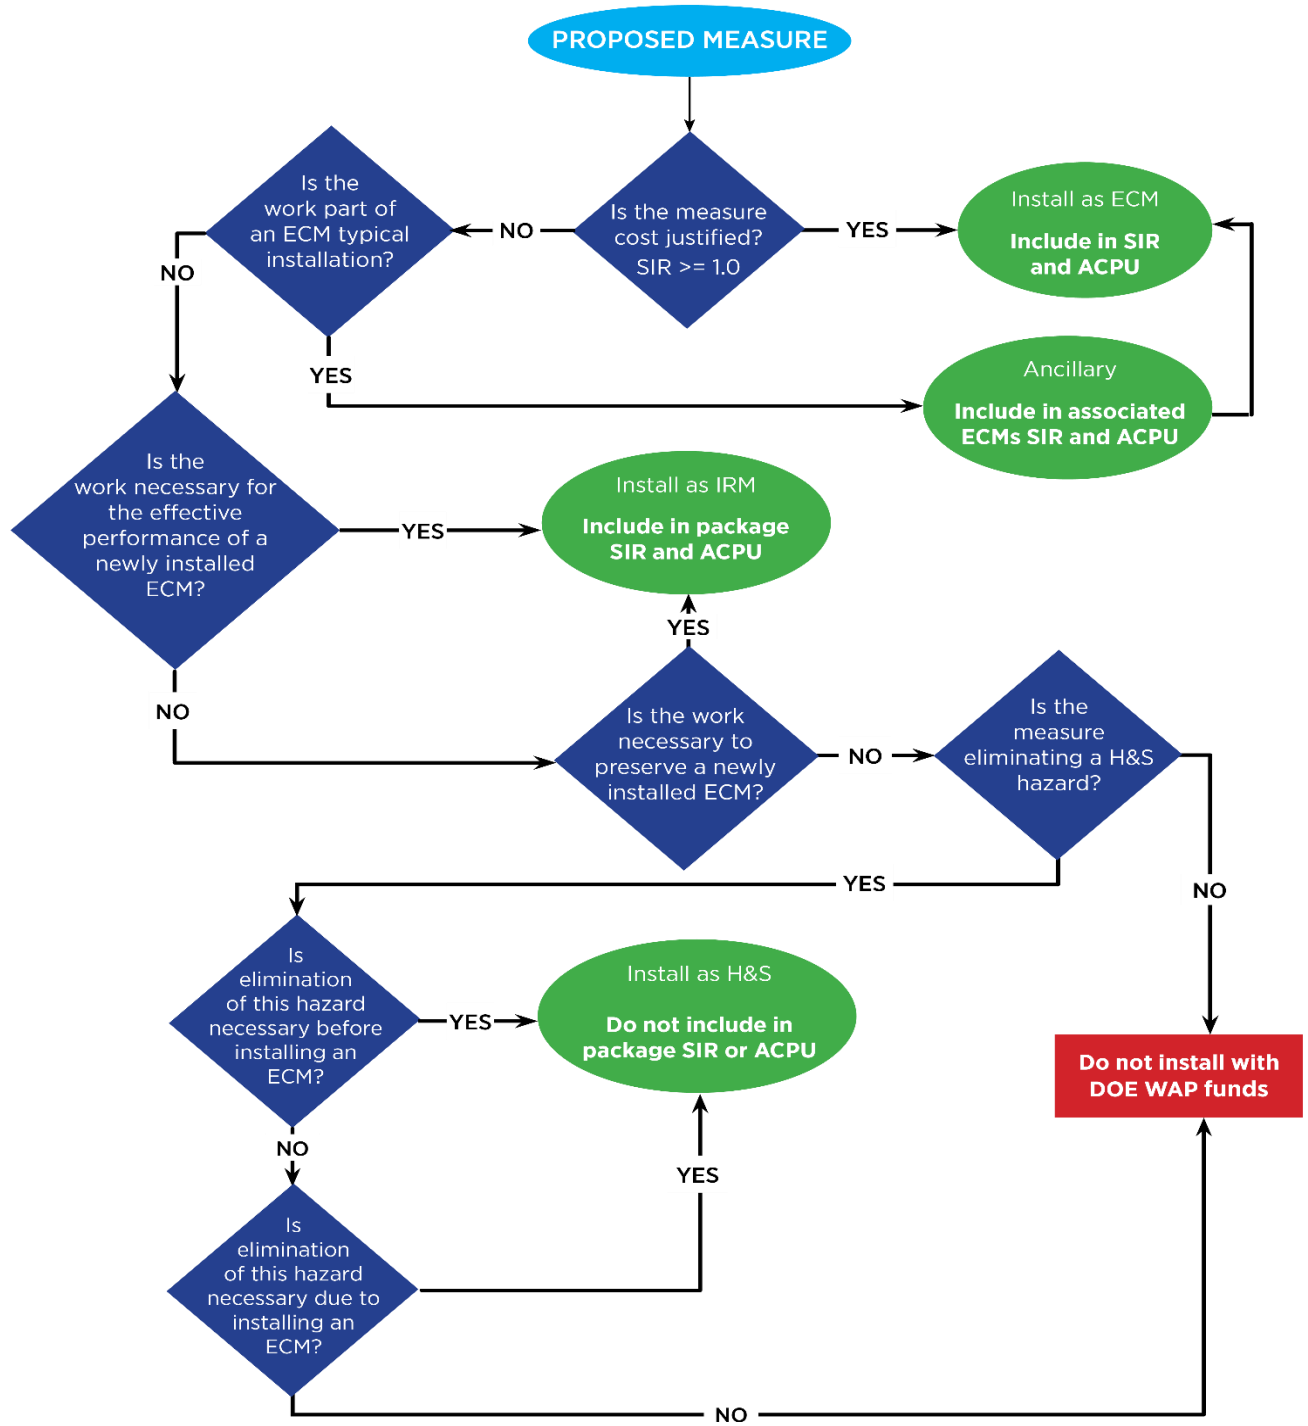 PROPOSED MEASURE
Is the measure
cost justified?
SIR >= 1.0
YES
Install as ECM
Include in SIR
and ACPU
NO
Is the
work part of
an ECM typical
installation?
YES
Ancillary
Include in associated
ECMs SIR and ACPU
NO
Is the
work necessary for
the effective
performance of a
newly installed
ECM?
YES
Install as IRM
Include in package
SIR and ACPU
NO
Is the work
necessary to
preserve a newly
installed ECM?
YES
NO
Is the
measure
eliminating a H&S
hazard?
NO
YES
Is
elimination
of this hazard
necessary before
installing an
ECM?
YES
Install as H&S
Do not include in
package SIR or ACPU
Do not install with
DOE WAP funds
NO
Is
elimination
of this hazard
necessary due to
installing an
ECM?
YES
NO